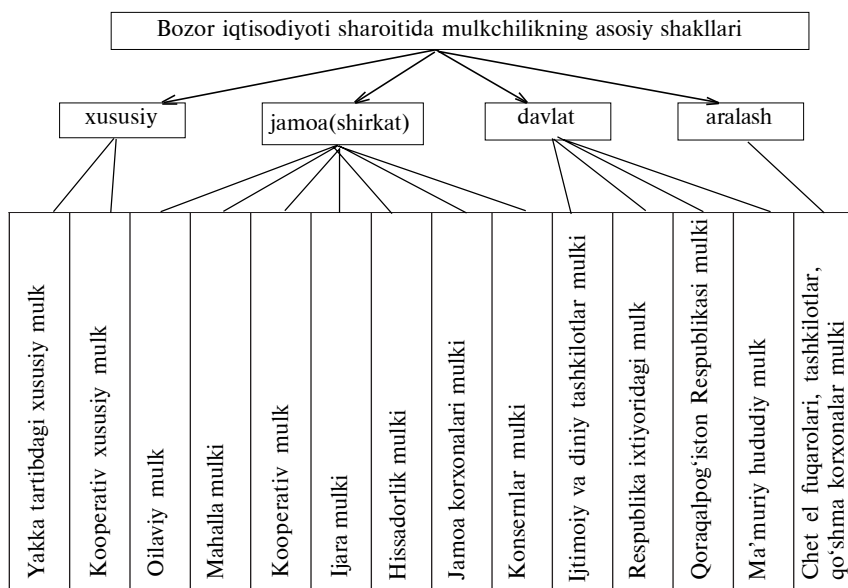 Bozor iqtisodiyoti sharoitida mulkchilikning asosiy shakllari
xususiy
jamoa(shirkat)
davlat
aralash
Yakka tartibdagi xususiy mulk
Kooperativ xususiy mulk
Oilaviy mulk
Mahalla mulki
Kooperativ mulk
Ijara mulki
Hissadorlik mulki
Jamoa korxonalari mulki
Konsernlar mulki
Ijtimoiy va diniy tashkilotlar mulki
Respublika ixtiyoridagi mulk
Qoraqalpog‘iston Respublikasi mulki
Ma’muriy hududiy mulk
Chet el fuqarolari, tashkilotlar,
qo‘shma korxonalar mulki